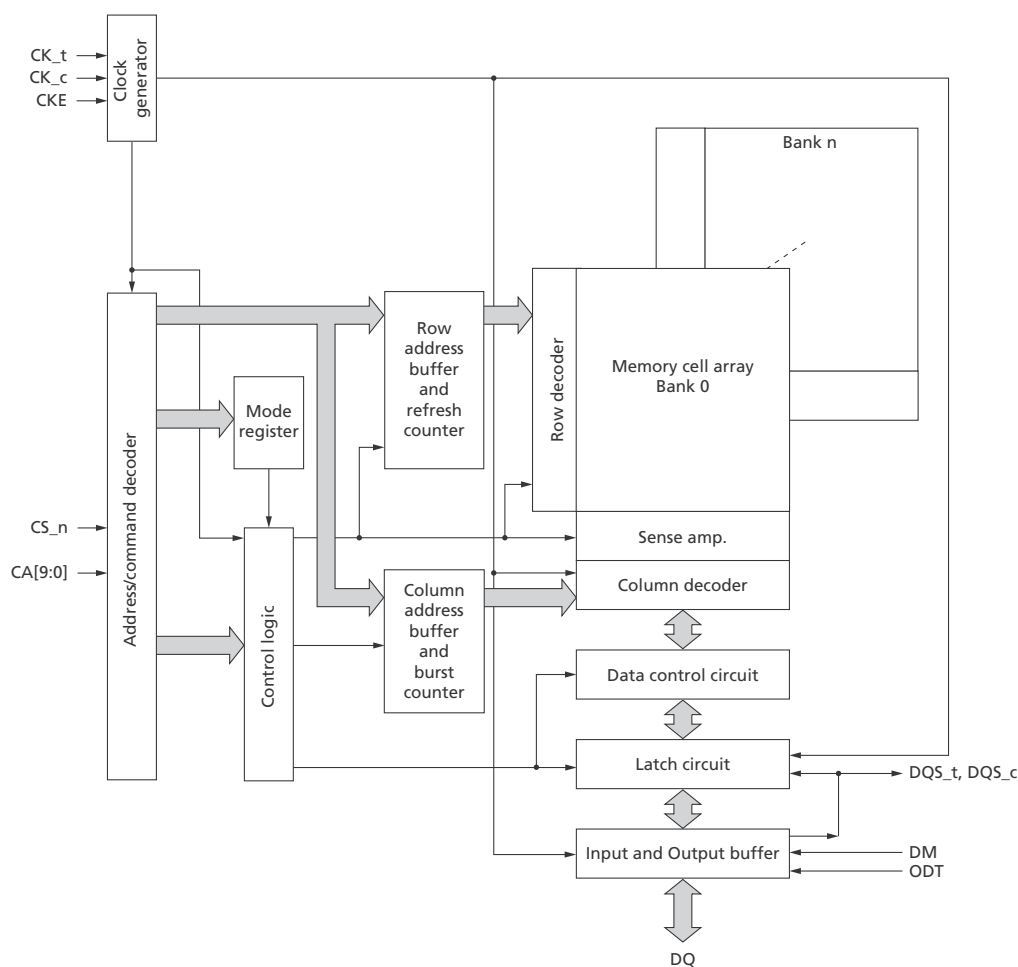 CK_t
CK_c
CKE
Clock
generator
Bank n
Memory cell array
Bank 0
Row decoder
Row
address
buffer
and
refresh
counter
Mode
register
Address/command decoder
CS_n
CA[9:0]
Control logic
Sense amp.
Column decoder
Column
address
buffer
and
burst
counter
Data control circuit
Latch circuit
DQS_t, DQS_c
Input and Output buffer
DM
ODT
DQ